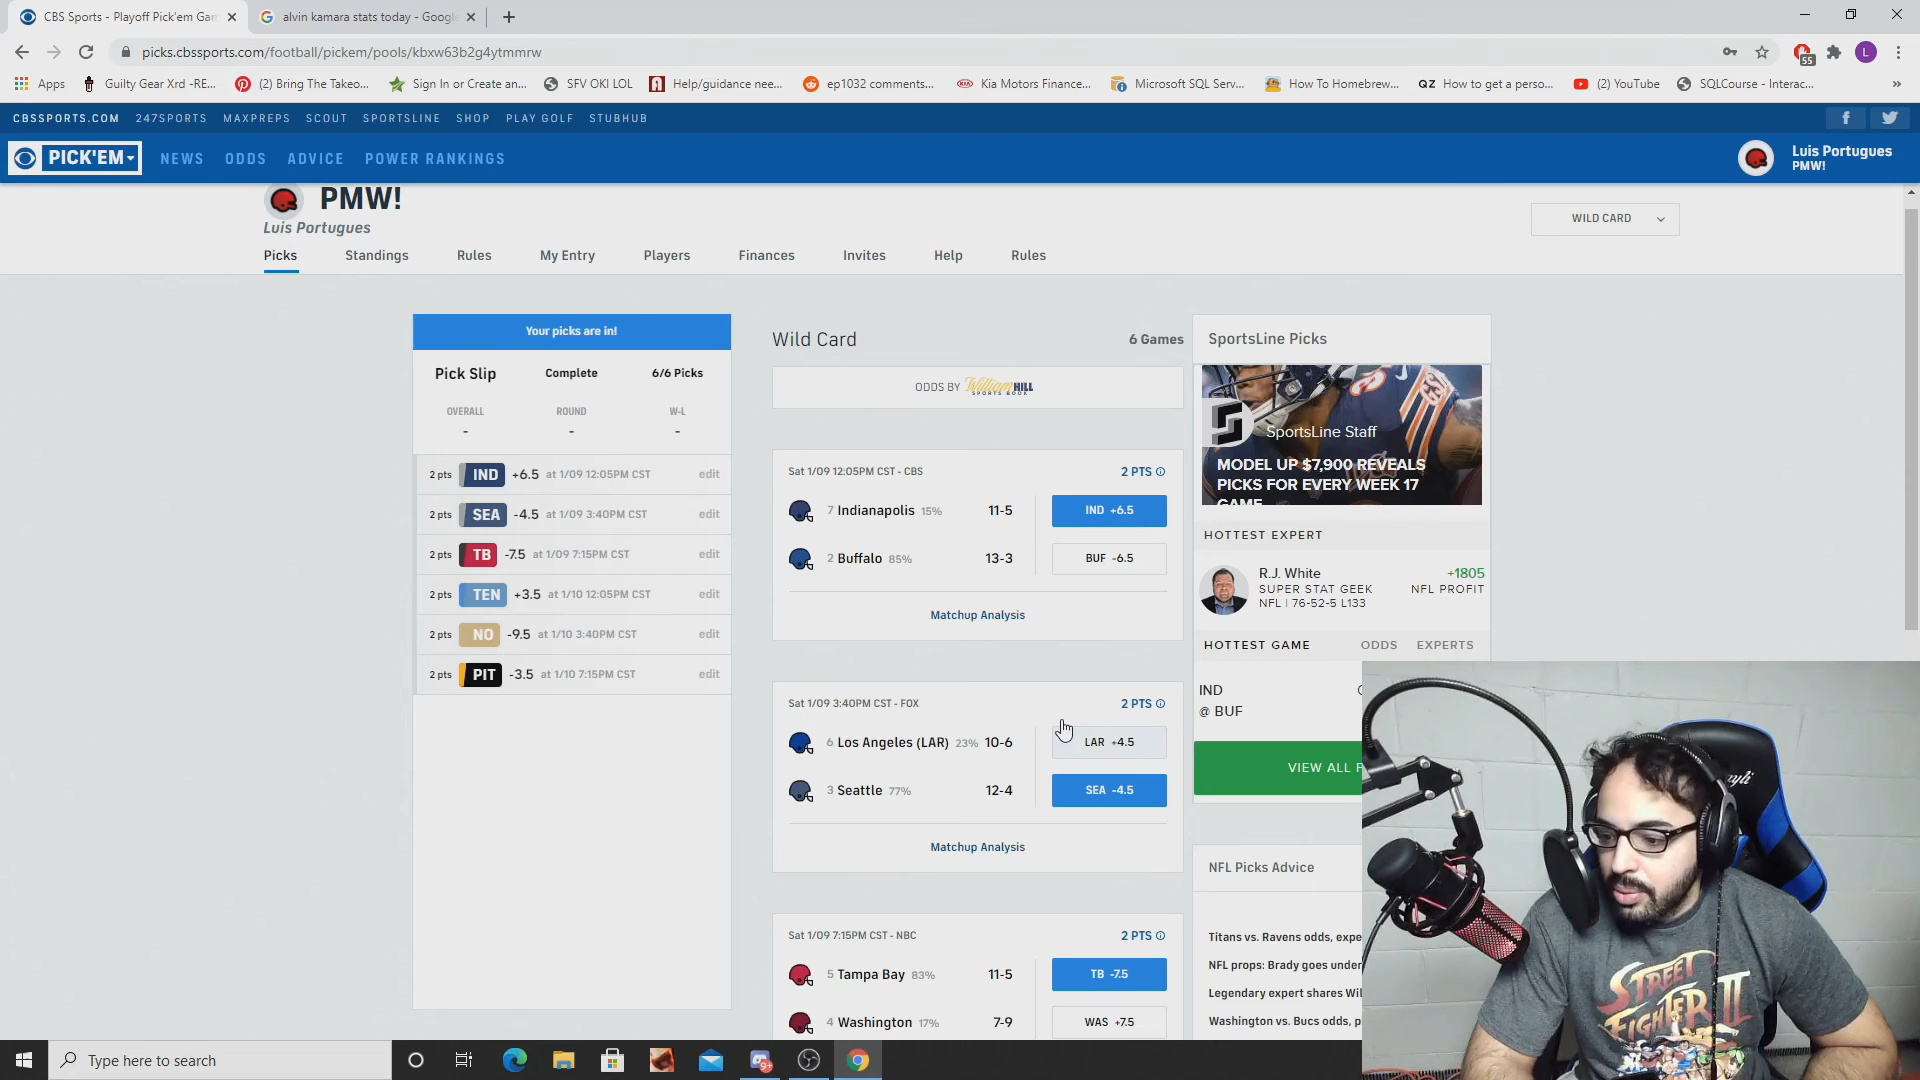 CBS Sports - Playoff Pick'em Gam
alvin kamara stats today - Google
picks.cbssports.com/football/pickem/pools/kbxw63b2g4ytmmrw
L
55
Apps
Guilty Gear Xrd -RE...
(2) Bring The Takeo...
Sign In or Create an...
SFV OKI LOL
Help/guidance nee...
ep1032 comments...
Kia Motors Finance...
Microsoft SQL Serv...
How To Homebrew...
QZ How to get a perso...
(2) YouTube
SQLCourse - Interac...
CBSSPORTS.COM 247SPORTS MAXPREPS SCOUT SPORTSLINE SHOP PLAY GOLF STUBHUB
PICK'EM NEWS ODDS ADVICE POWER RANKINGS
Luis Portugues
PMW!
PMW!
Luis Portugues
WILD CARD
Picks Standings Rules My Entry Players Finances Invites Help Rules
Your picks are in!
Pick Slip Complete 6/6 Picks
OVERALL ROUND W-L
- - -
2 pts IND +6.5 at 1/09 12:05PM CST edit
2 pts SEA -4.5 at 1/09 3:40PM CST edit
2 pts TB -7.5 at 1/09 7:15PM CST edit
2 pts TEN +3.5 at 1/10 12:05PM CST edit
2 pts NO -9.5 at 1/10 3:40PM CST edit
2 pts PIT -3.5 at 1/10 7:15PM CST edit
Wild Card 6 Games
ODDS BY William HILL
SPORTS BOOK
Sat 1/09 12:05PM CST - CBS 2 PTS
7 Indianapolis 15% 11-5 IND +6.5
2 Buffalo 85% 13-3 BUF -6.5
Matchup Analysis
Sat 1/09 3:40PM CST - FOX 2 PTS
6 Los Angeles (LAR) 23% 10-6 LAR +4.5
3 Seattle 77% 12-4 SEA -4.5
Matchup Analysis
Sat 1/09 7:15PM CST - NBC 2 PTS
5 Tampa Bay 83% 11-5 TB -7.5
4 Washington 17% 7-9 WAS +7.5
SportsLine Picks
SportsLine Staff
MODEL UP $7,900 REVEALS
PICKS FOR EVERY WEEK 17
GAME
HOTTEST EXPERT
R.J. White +1805
SUPER STAT GEEK NFL PROFIT
NFL | 76-52-5 L133
HOTTEST GAME ODDS EXPERTS
IND
@ BUF
VIEW ALL P
NFL Picks Advice
Titans vs. Ravens odds, expe
NFL props: Brady goes under
Legendary expert shares Wil
Washington vs. Bucs odds, p
STREET
FIGHTER II
Type here to search
9+